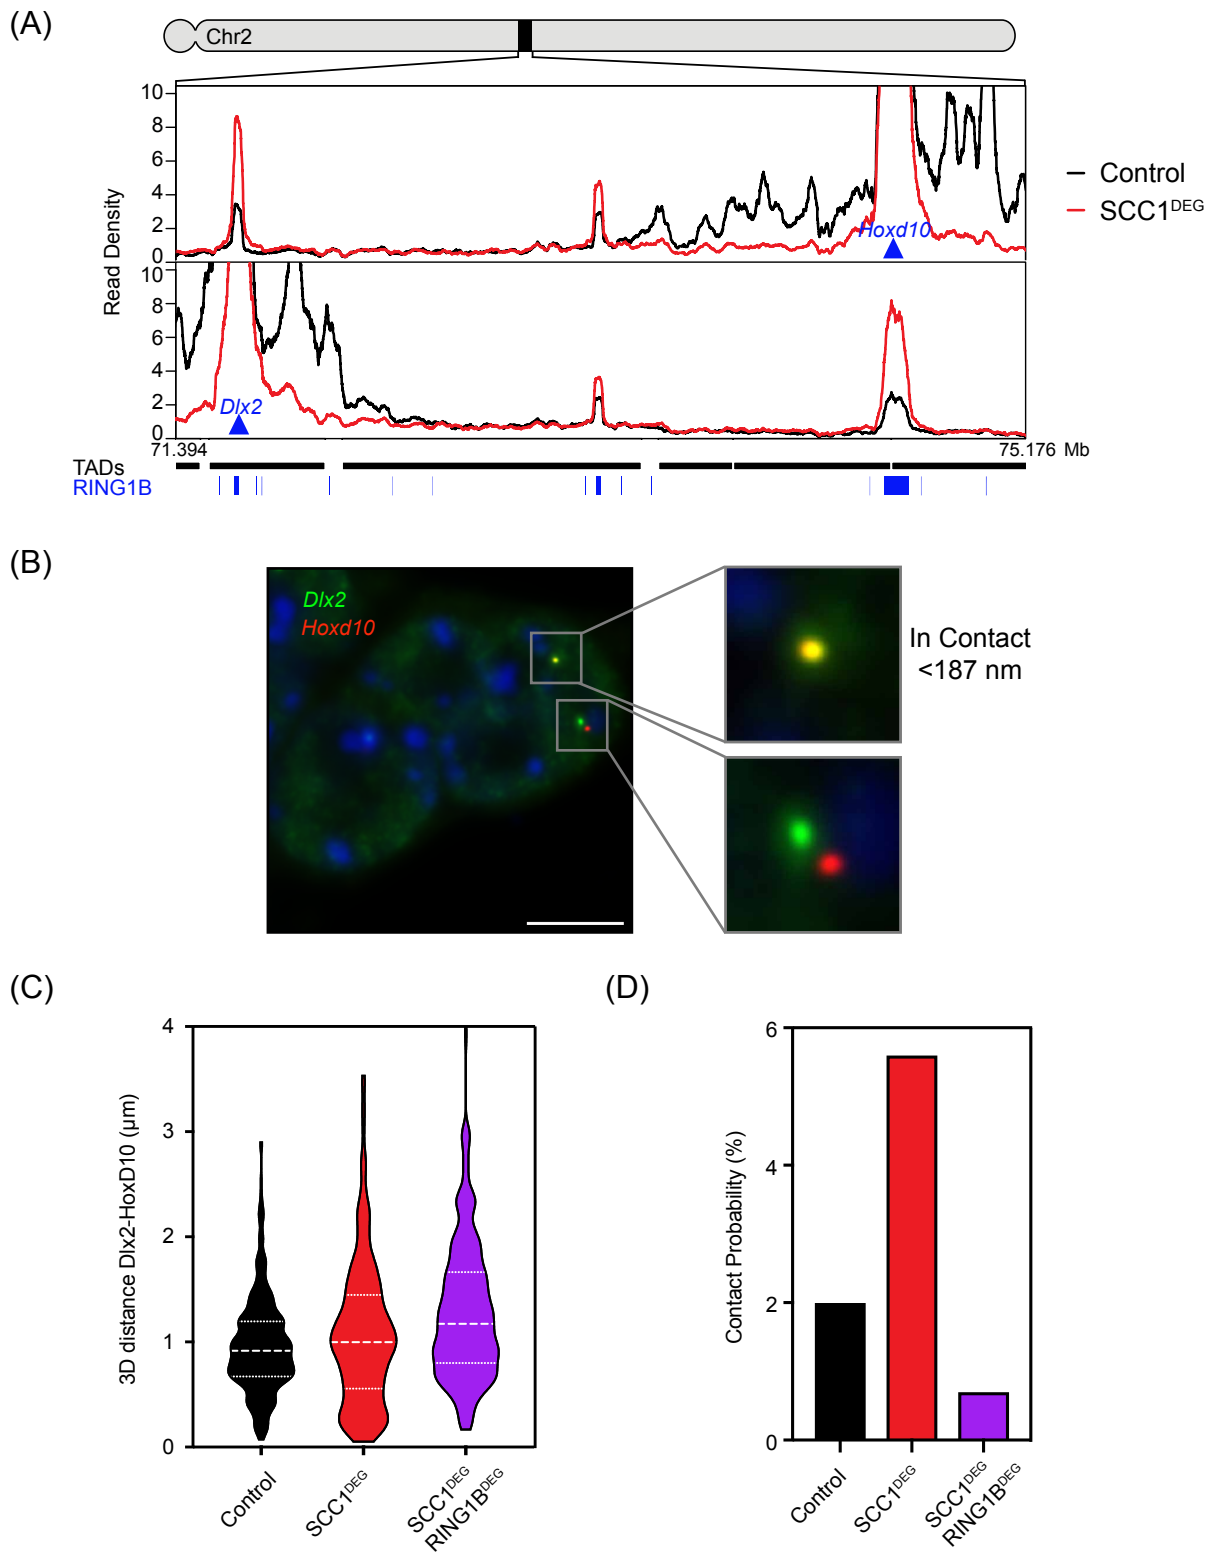 (A)
Chr2
10
8
6
4
2
0
Hoxd10
Control
SCC1DEG
Read Density
10
8
6
4
2
0
Dlx2
71.394
75.176 Mb
TADs
RING1B
(B)
Dlx2
Hoxd10
In Contact
<187 nm
(C)
4
3
2
1
0
3D distance Dlx2-HoxD10 (µm)
Control
SCC1DEG
SCC1DEG
RING1BDEG
(D)
6
4
2
0
Contact Probability (%)
Control
SCC1DEG
SCC1DEG
RING1BDEG